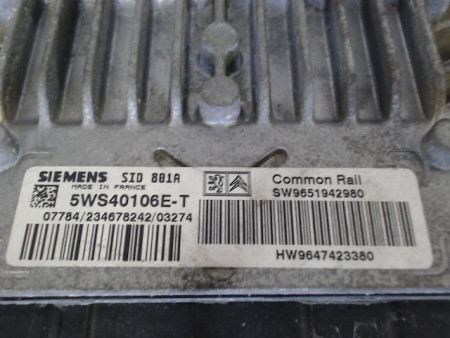 SIEMENS SID 801A
MADE IN FRANCE
5WS40106E-T
07784/234678242/03274
Common Rail
SW9651942980
HW9647423380